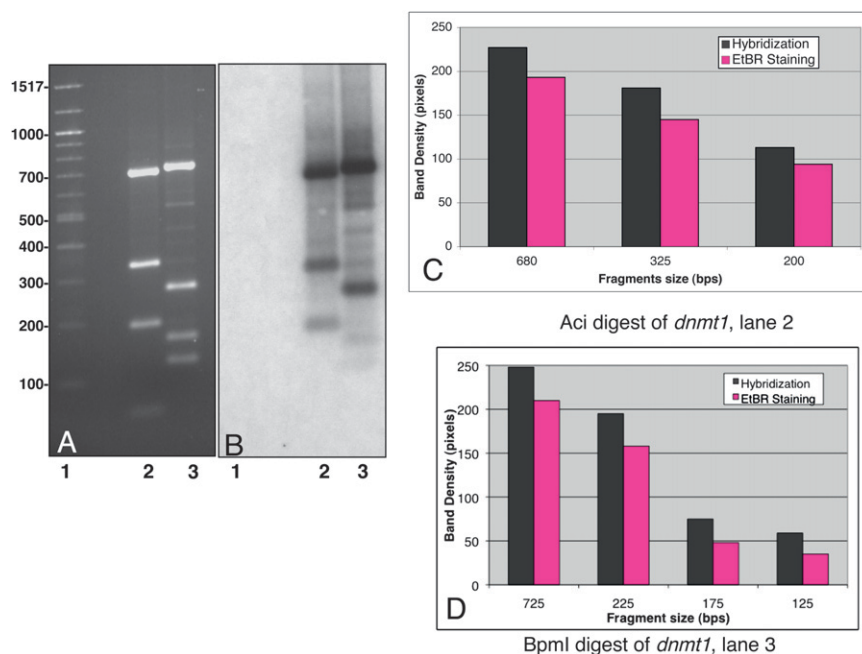 1517-
1000-
700-
500-
400-
300-
200-
100-
A
B
1 2 3
1 2 3
250
200
150
100
50
0
Band Density (pixels)
Hybridization
EtBR Staining
680 325 200
Fragments size (bps)
C
Aci digest of dnmt1, lane 2
250
200
150
100
50
0
Band Density (pixels)
Hybridization
EtBR Staining
725 225 175 125
Fragment size (bps)
D
BpmI digest of dnmt1, lane 3